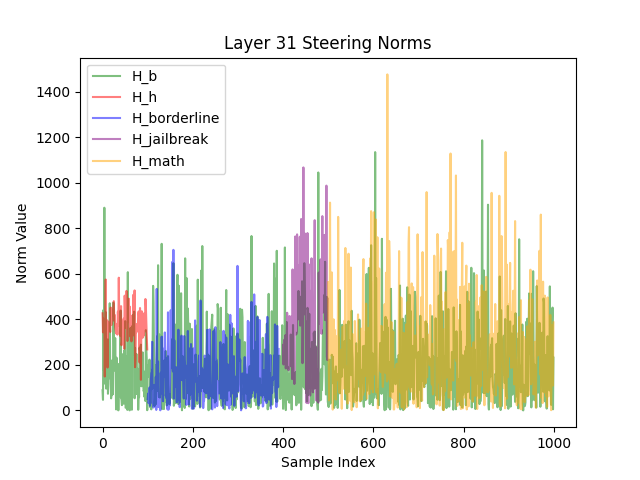 Layer 31 Steering Norms
H_b
H_h
H_borderline
H_jailbreak
H_math
Norm Value
1400
1200
1000
800
600
400
200
0
0 200 400 600 800 1000
Sample Index